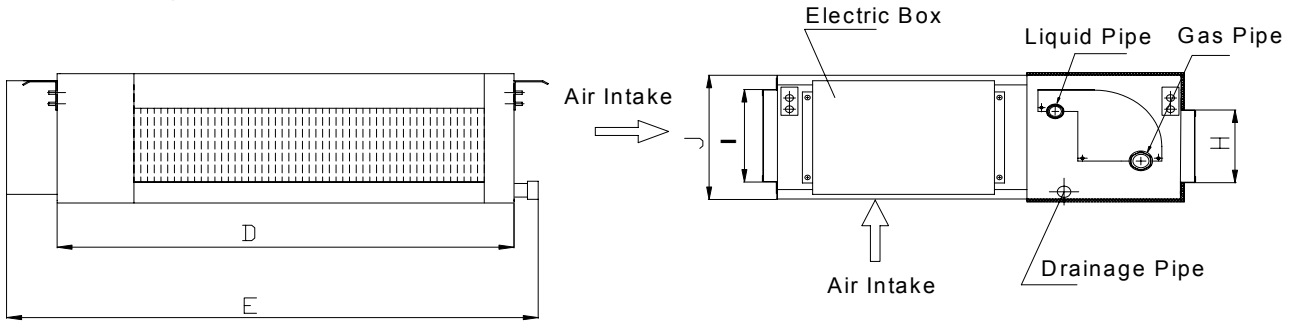 Electric Box
Liquid Pipe
Gas Pipe
Air Intake
J
I
H
D
Drainage Pipe
Air Intake
E